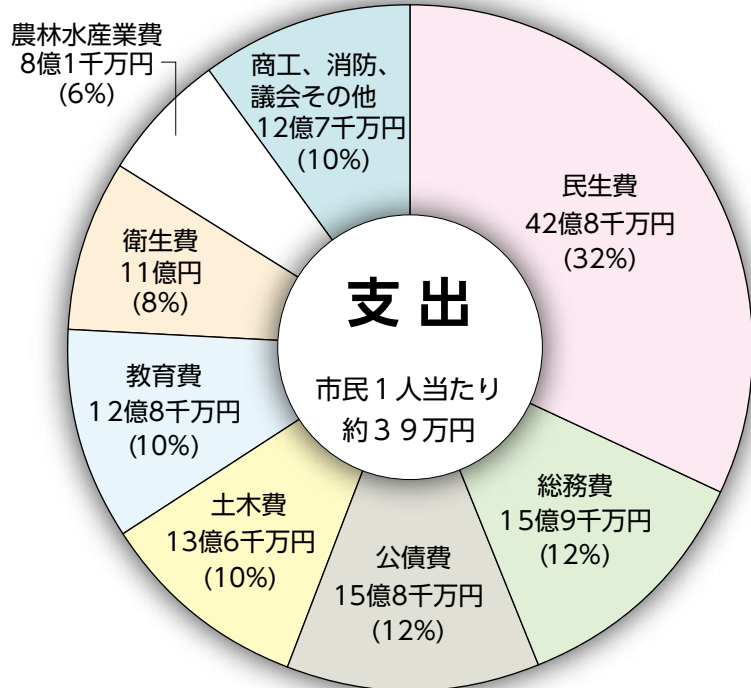 支出
市民1人当たり
約39万円
民生費
42億8千万円
(32%)
総務費
15億9千万円
(12%)
公債費
15億8千万円
(12%)
土木費
13億6千万円
(10%)
教育費
12億8千万円
(10%)
衛生費
11億円
(8%)
農林水産業費
8億1千万円
(6%)
商工、消防、
議会その他
12億7千万円
(10%)